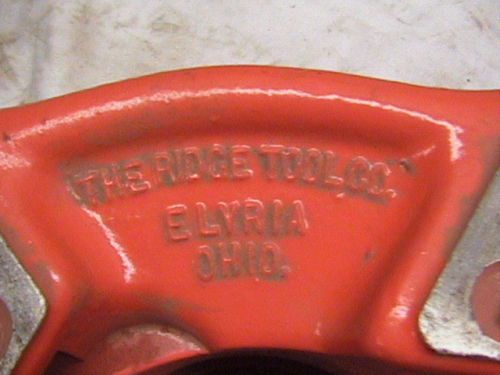 THE RIDGE TOOL CO.
ELYRIA
OHIO.